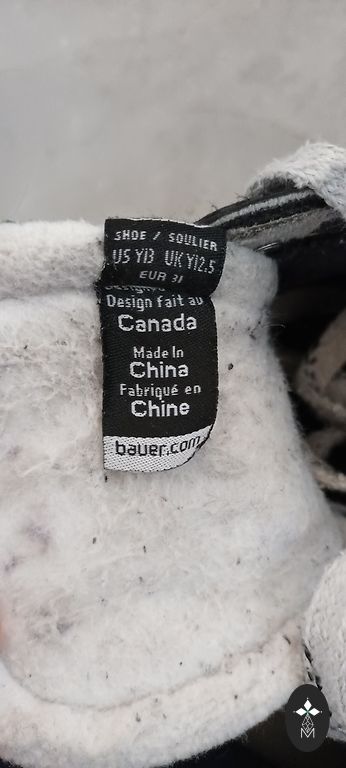 SHOE / SOULIER
US Y13 UK Y12.5
EUR 31
Design fait au
Canada
Made In
China
Fabriqué en
Chine
bauer.com